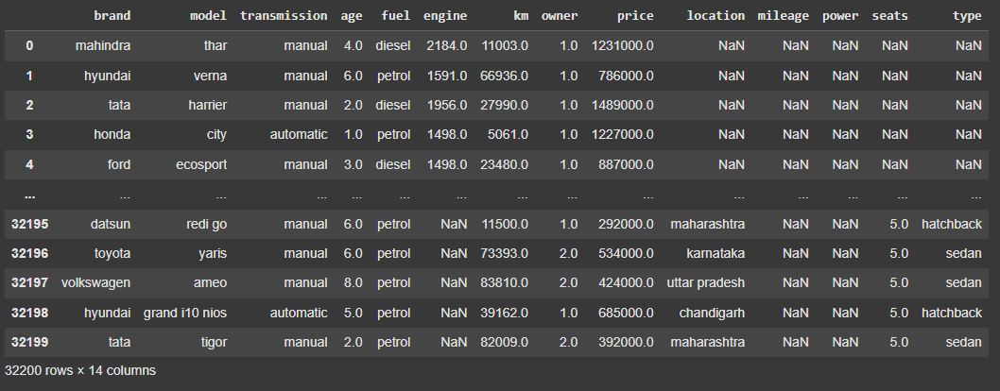 brand model transmission age fuel engine km owner price location mileage power seats type
0 mahindra thar manual 4.0 diesel 2184.0 11003.0 1.0 1231000.0 NaN NaN NaN NaN NaN
1 hyundai verna manual 6.0 petrol 1591.0 66936.0 1.0 786000.0 NaN NaN NaN NaN NaN
2 tata harrier manual 2.0 diesel 1956.0 27990.0 1.0 1489000.0 NaN NaN NaN NaN NaN
3 honda city automatic 1.0 petrol 1498.0 5061.0 1.0 1227000.0 NaN NaN NaN NaN NaN
4 ford ecosport manual 3.0 diesel 1498.0 23480.0 1.0 887000.0 NaN NaN NaN NaN NaN
... ... ... ... ... ... ... ... ... ... ... ... ... ... ...
32195 datsun redi go manual 6.0 petrol NaN 11500.0 1.0 292000.0 maharashtra NaN NaN 5.0 hatchback
32196 toyota yaris manual 6.0 petrol NaN 73393.0 2.0 534000.0 karnataka NaN NaN 5.0 sedan
32197 volkswagen ameo manual 8.0 petrol NaN 83810.0 2.0 424000.0 uttar pradesh NaN NaN 5.0 sedan
32198 hyundai grand i10 nios automatic 5.0 petrol NaN 39162.0 1.0 685000.0 chandigarh NaN NaN 5.0 hatchback
32199 tata tigor manual 2.0 petrol NaN 82009.0 2.0 392000.0 maharashtra NaN NaN 5.0 sedan
32200 rows × 14 columns